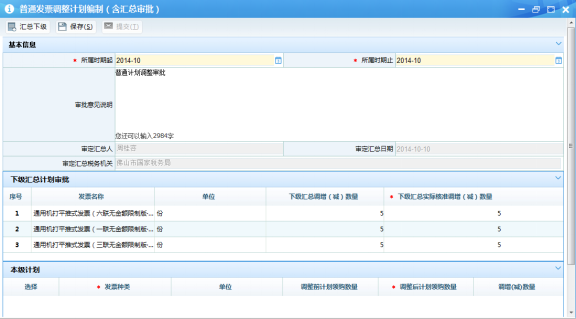 普通发票调整计划编制（含汇总审批）
汇总下级 保存(S) 提交(T)
基本信息
* 所属时期起 2014-10 * 所属时期止 2014-10
审批意见说明 普通计划调整审批
您还可以输入2984字
审定汇总人 周桂芬 审定汇总日期 2014-10-10
审定汇总税务机关 佛山市国家税务局
下级汇总计划审批
序号 发票名称 单位 下级汇总调增（减）数量 * 下级汇总实际核准调增（减）数量
1 通用机打平推式发票（六联无金额限制版-... 份 5 5
2 通用机打平推式发票（一联无金额限制版-... 份 5 5
3 通用机打平推式发票（三联无金额限制版-... 份 5 5
本级计划
选择 * 发票种类 单位 调整前计划领购数量 * 调整后计划领购数量 调增(减)数量